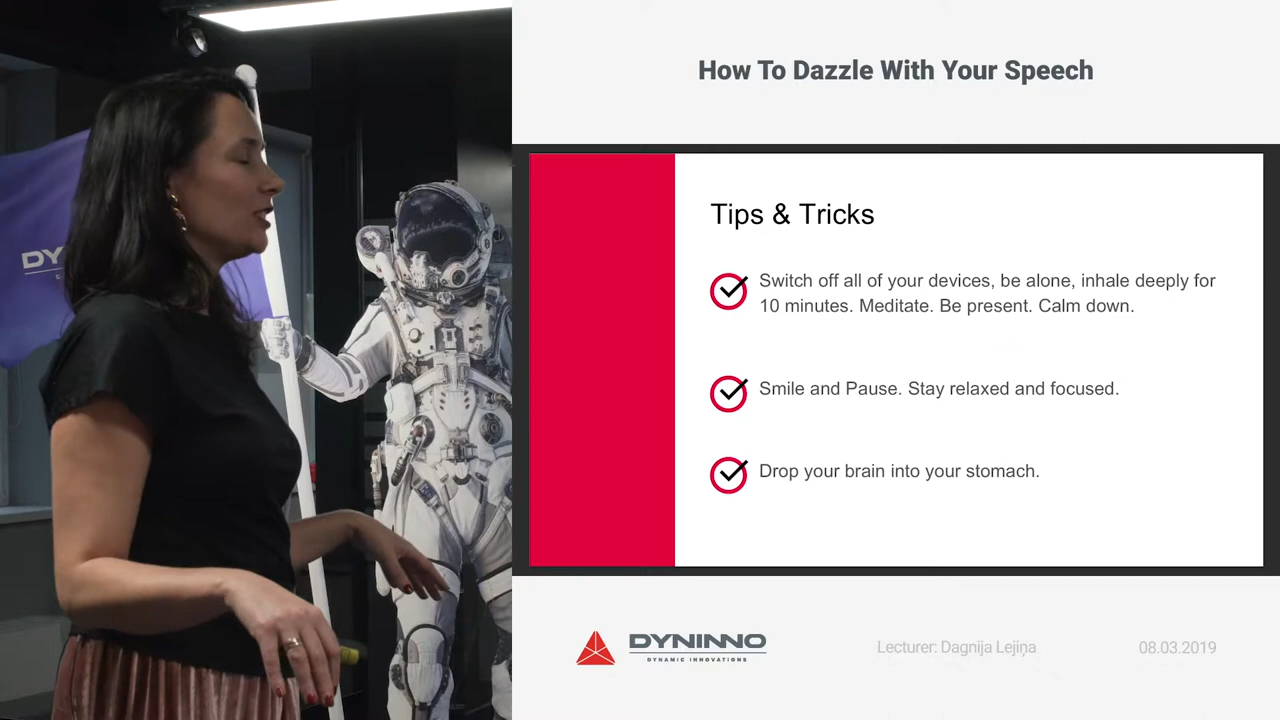 How To Dazzle With Your Speech
Tips & Tricks
Switch off all of your devices, be alone, inhale deeply for
10 minutes. Meditate. Be present. Calm down.
Smile and Pause. Stay relaxed and focused.
Drop your brain into your stomach.
DY
DYNINNO
DYNAMIC INNOVATIONS
Lecturer: Dagnija Lejiņa
08.03.2019